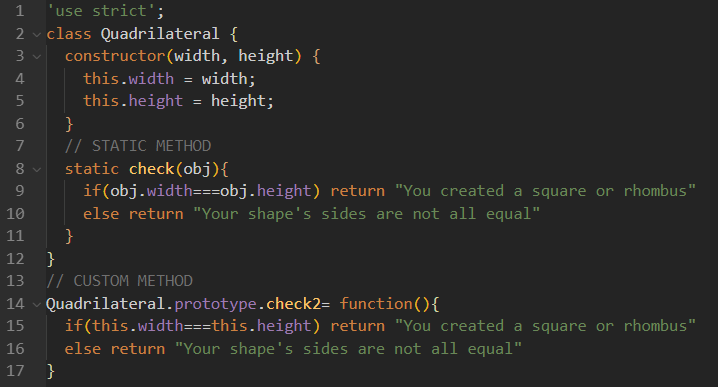 1 'use strict';
2 class Quadrilateral {
3 constructor(width, height) {
4 this.width = width;
5 this.height = height;
6 }
7 // STATIC METHOD
8 static check(obj){
9 if(obj.width===obj.height) return "You created a square or rhombus"
10 else return "Your shape's sides are not all equal"
11 }
12 }
13 // CUSTOM METHOD
14 Quadrilateral.prototype.check2= function(){
15 if(this.width===this.height) return "You created a square or rhombus"
16 else return "Your shape's sides are not all equal"
17 }